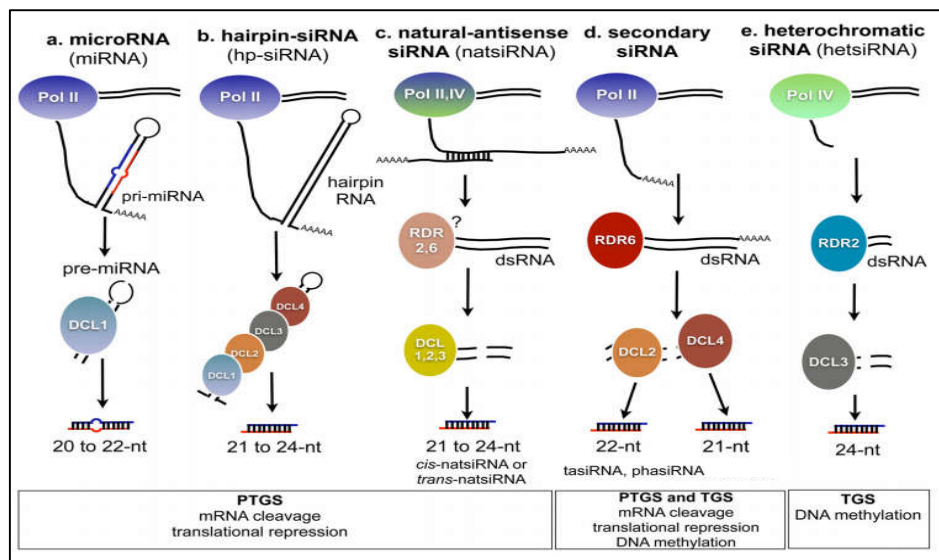 a. microRNA
(miRNA)
Pol II
pri-miRNA
AAAAA
pre-miRNA
DCL1
20 to 22-nt
b. hairpin-siRNA
(hp-siRNA)
Pol II
hairpin
RNA
AAAAA
DCL4
DCL3
DCL2
DCL1
21 to 24-nt
c. natural-antisense
siRNA (natsiRNA)
Pol II,IV
AAAAA
AAAAA
?
RDR
2,6
dsRNA
DCL
1,2,3
21 to 24-nt
cis-natsiRNA or
trans-natsiRNA
d. secondary
siRNA
Pol II
AAAAA
RDR6
AAAAA
dsRNA
DCL2
DCL4
22-nt
21-nt
tasiRNA, phasiRNA
e. heterochromatic
siRNA (hetsiRNA)
Pol IV
RDR2
dsRNA
DCL3
24-nt
PTGS
mRNA cleavage
translational repression
PTGS and TGS
mRNA cleavage
translational repression
DNA methylation
TGS
DNA methylation